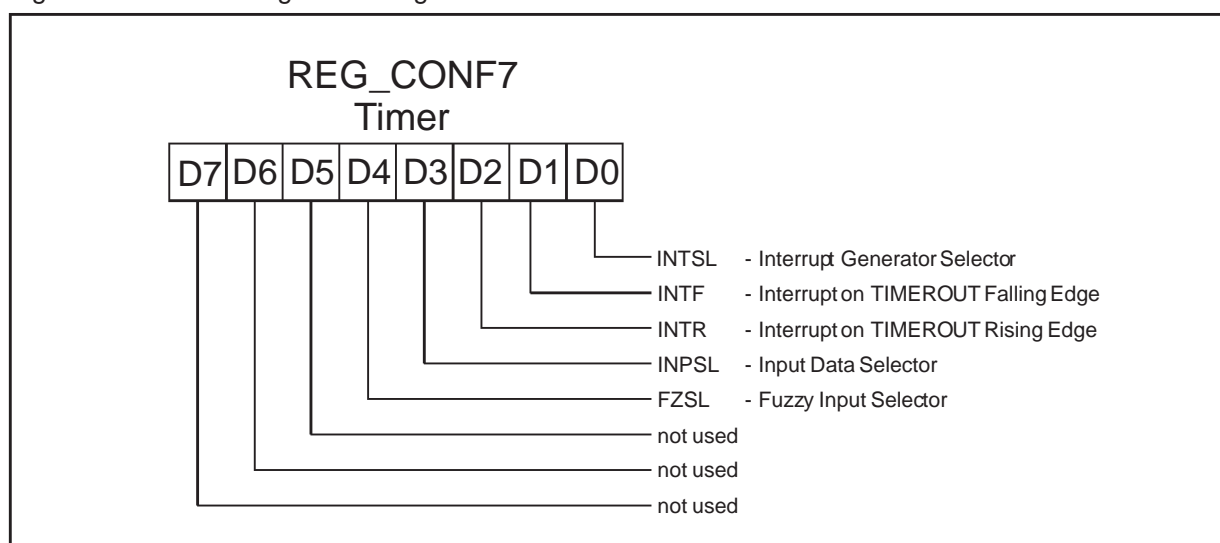 REG_CONF7
Timer
D7 D6 D5 D4 D3 D2 D1 D0
INTSL - Interrupt Generator Selector
INTF - Interrupt on TIMEROUT Falling Edge
INTR - Interrupt on TIMEROUT Rising Edge
INPSL - Input Data Selector
FZSL - Fuzzy Input Selector
not used
not used
not used